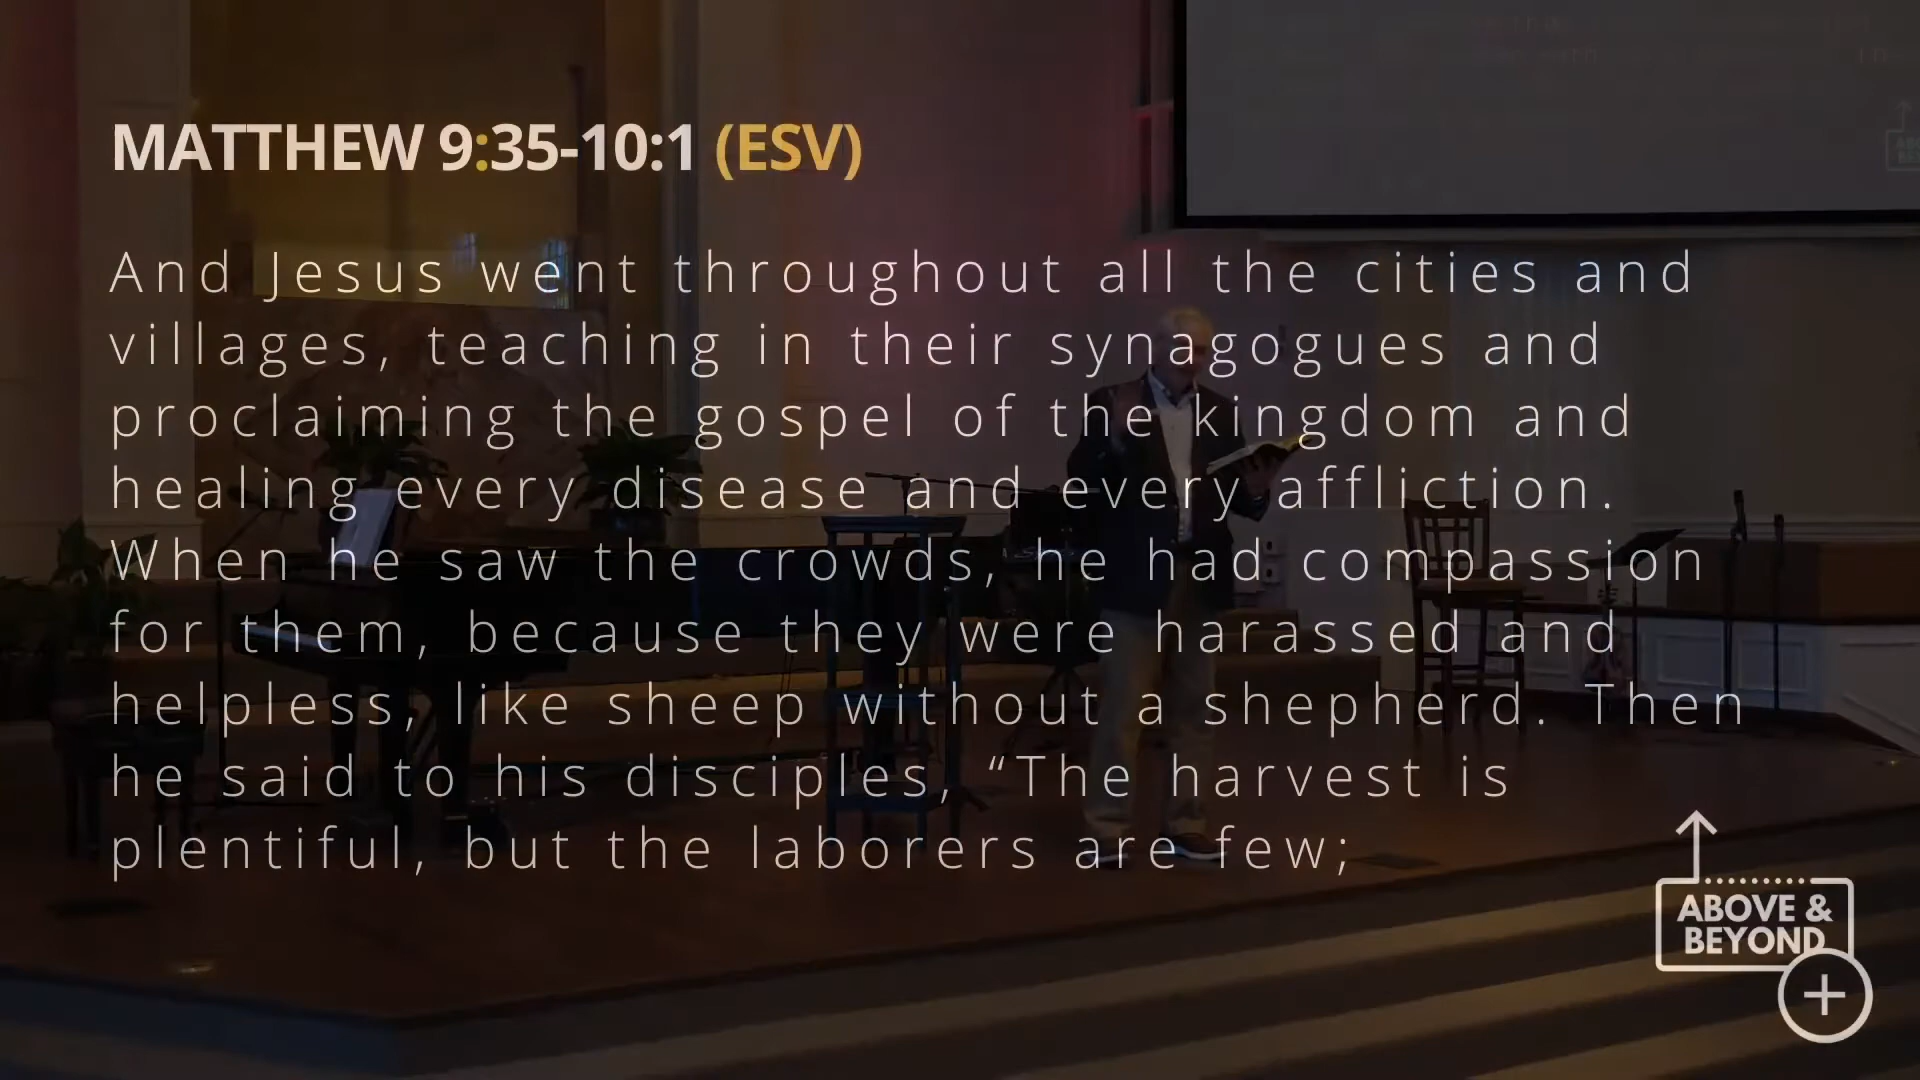 MATTHEW 9:35-10:1 (ESV)
And Jesus went throughout all the cities and
villages, teaching in their synagogues and
proclaiming the gospel of the kingdom and
healing every disease and every affliction.
When he saw the crowds, he had compassion
for them, because they were harassed and
helpless, like sheep without a shepherd. Then
he said to his disciples, “The harvest is
plentiful, but the laborers are few;
ABOVE &
BEYOND